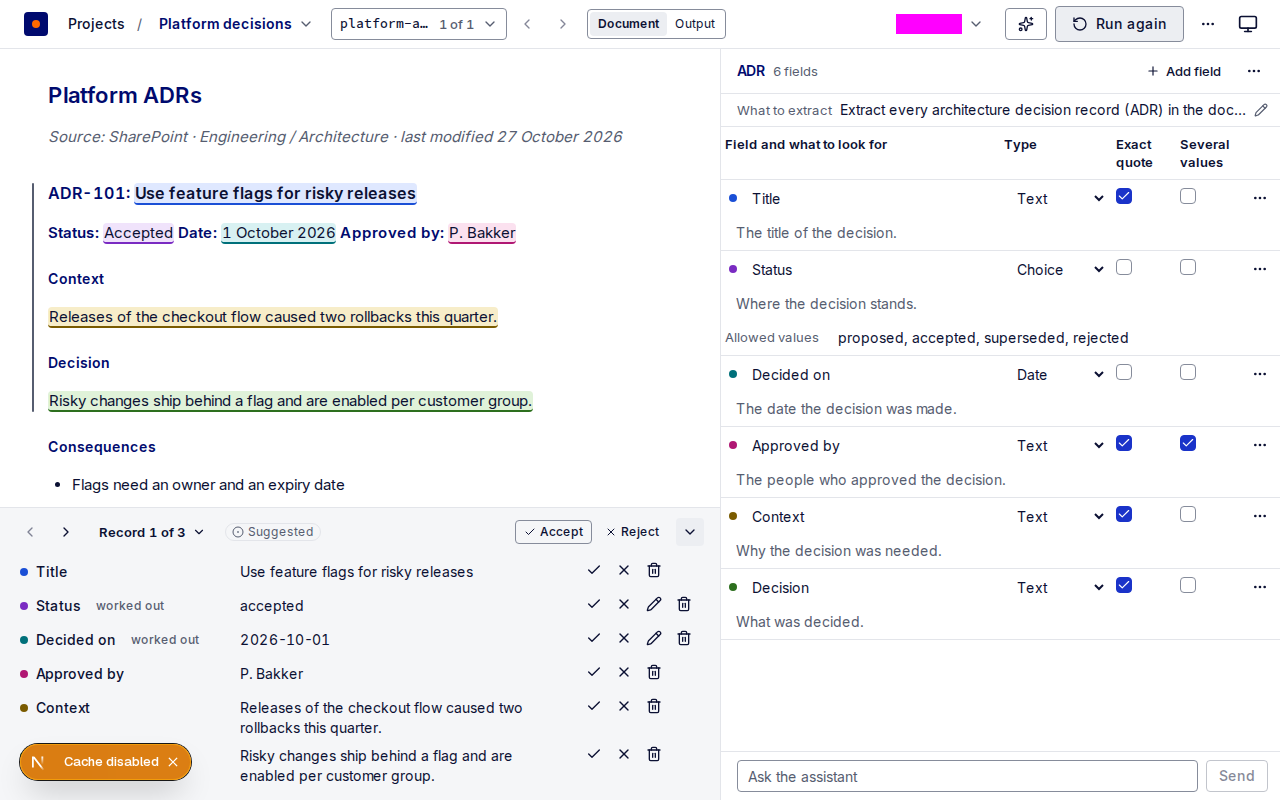 Projects / Platform decisions platform-a… 1 of 1 Document Output Run again
Platform ADRs
Source: SharePoint · Engineering / Architecture · last modified 27 October 2026
ADR-101: Use feature flags for risky releases
Status: Accepted Date: 1 October 2026 Approved by: P. Bakker
Context
Releases of the checkout flow caused two rollbacks this quarter.
Decision
Risky changes ship behind a flag and are enabled per customer group.
Consequences
• Flags need an owner and an expiry date
Record 1 of 3 Suggested Accept Reject
Title Use feature flags for risky releases
Status worked out accepted
Decided on worked out 2026-10-01
Approved by P. Bakker
Context Releases of the checkout flow caused two
rollbacks this quarter.
Risky changes ship behind a flag and are
enabled per customer group.
Cache disabled
ADR 6 fields Add field
What to extract Extract every architecture decision record (ADR) in the doc...
Field and what to look for Type Exact quote Several values
Title Text
The title of the decision.
Status Choice
Where the decision stands.
Allowed values proposed, accepted, superseded, rejected
Decided on Date
The date the decision was made.
Approved by Text
The people who approved the decision.
Context Text
Why the decision was needed.
Decision Text
What was decided.
Ask the assistant Send